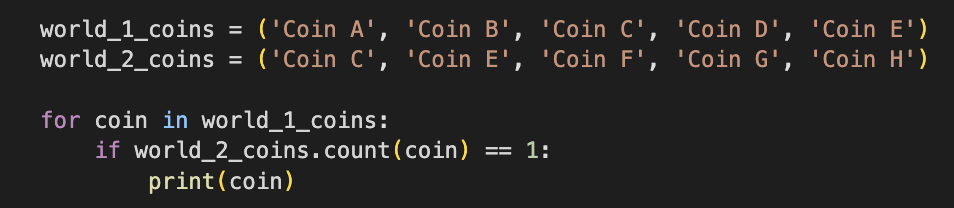 world_1_coins = ('Coin A', 'Coin B', 'Coin C', 'Coin D', 'Coin E')
world_2_coins = ('Coin C', 'Coin E', 'Coin F', 'Coin G', 'Coin H')

for coin in world_1_coins:
    if world_2_coins.count(coin) == 1:
        print(coin)